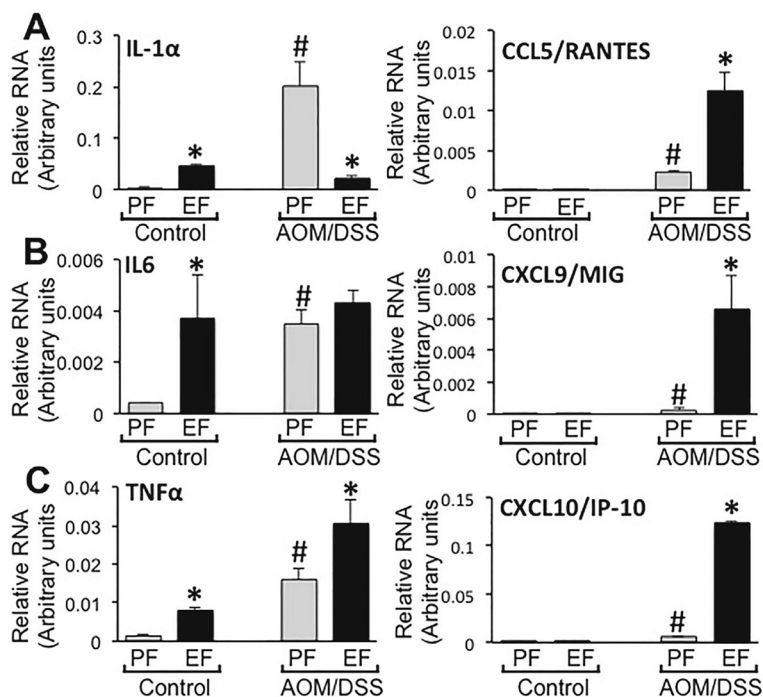 A
IL-1α
Relative RNA
(Arbitrary units)
0.3
0.2
0.1
0
#
*
*
PF EF PF EF
Control AOM/DSS
CCL5/RANTES
Relative RNA
(Arbitrary units)
0.02
0.015
0.01
0.005
0
#
*
PF EF PF EF
Control AOM/DSS
B
IL6
Relative RNA
(Arbitrary units)
0.006
0.004
0.002
0
*
#
PF EF PF EF
Control AOM/DSS
CXCL9/MIG
Relative RNA
(Arbitrary units)
0.01
0.008
0.006
0.004
0.002
0
#
*
PF EF PF EF
Control AOM/DSS
C
TNFα
Relative RNA
(Arbitrary units)
0.04
0.03
0.02
0.01
0
*
#
*
PF EF PF EF
Control AOM/DSS
CXCL10/IP-10
Relative RNA
(Arbitrary units)
0.15
0.1
0.05
0
#
*
PF EF PF EF
Control AOM/DSS